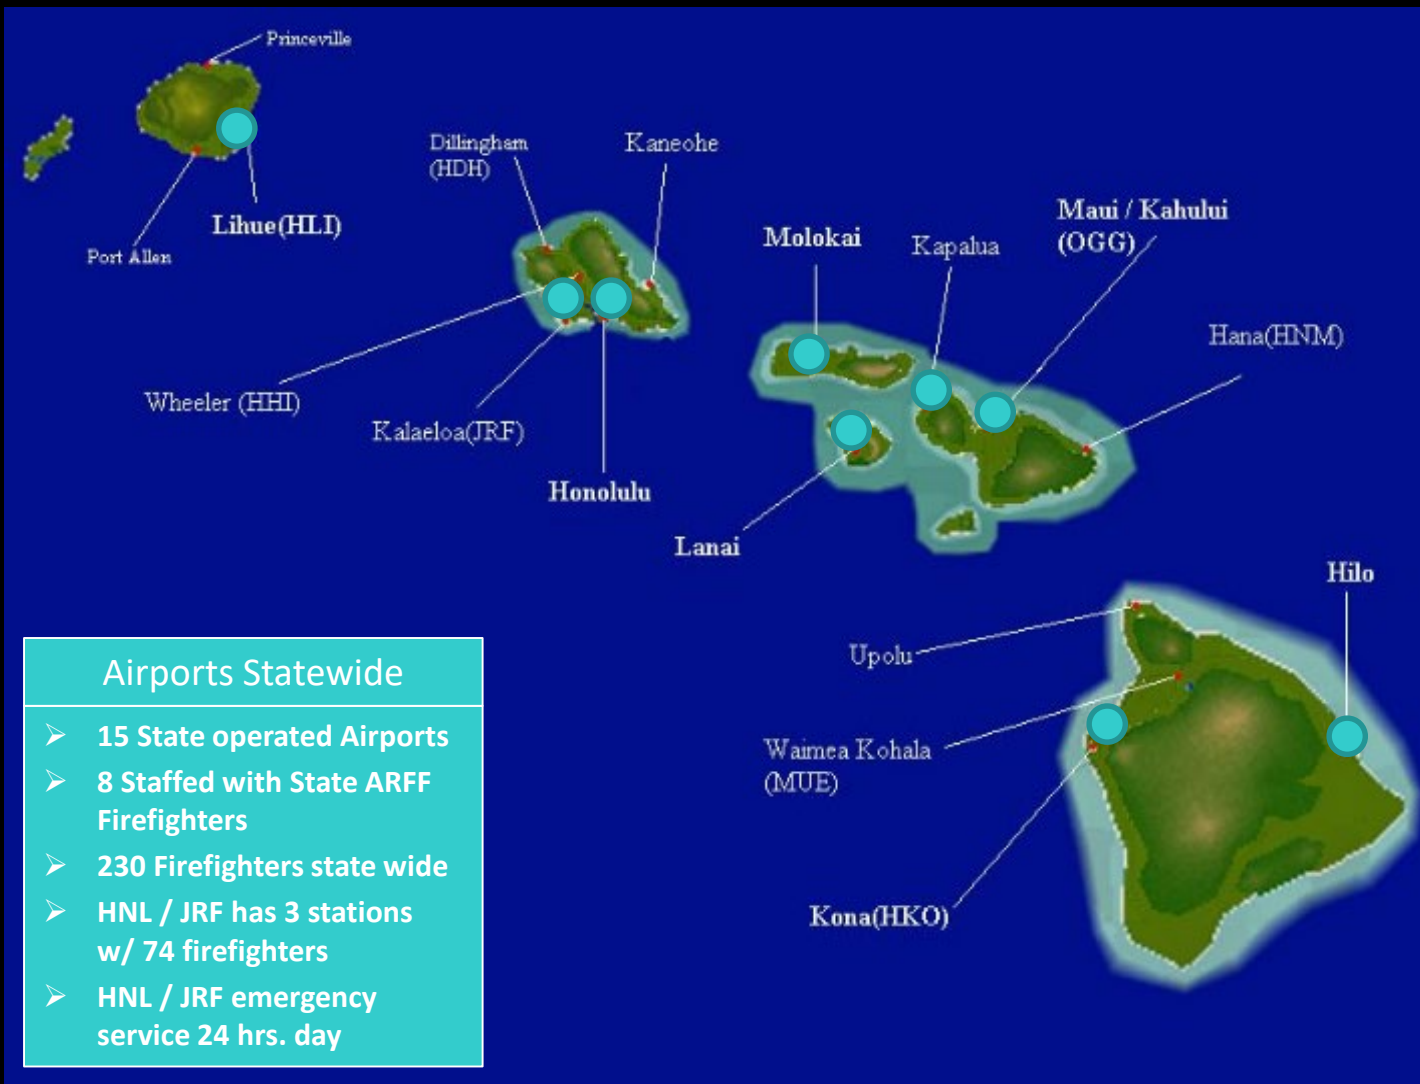 Princeville
Dillingham
(HDH)
Kaneohe
Lihue(HLI)
Port Allen
Maui / Kahului
(OGG)
Molokai
Kapalua
Hana(HNM)
Wheeler (HHI)
Kalaeloa(JRF)
Honolulu
Lanai
Hilo
Upolu
Waimea Kohala
(MUE)
Kona(HKO)
Airports Statewide
➢ 15 State operated Airports
➢ 8 Staffed with State ARFF
Firefighters
➢ 230 Firefighters state wide
➢ HNL / JRF has 3 stations
w/ 74 firefighters
➢ HNL / JRF emergency
service 24 hrs. day